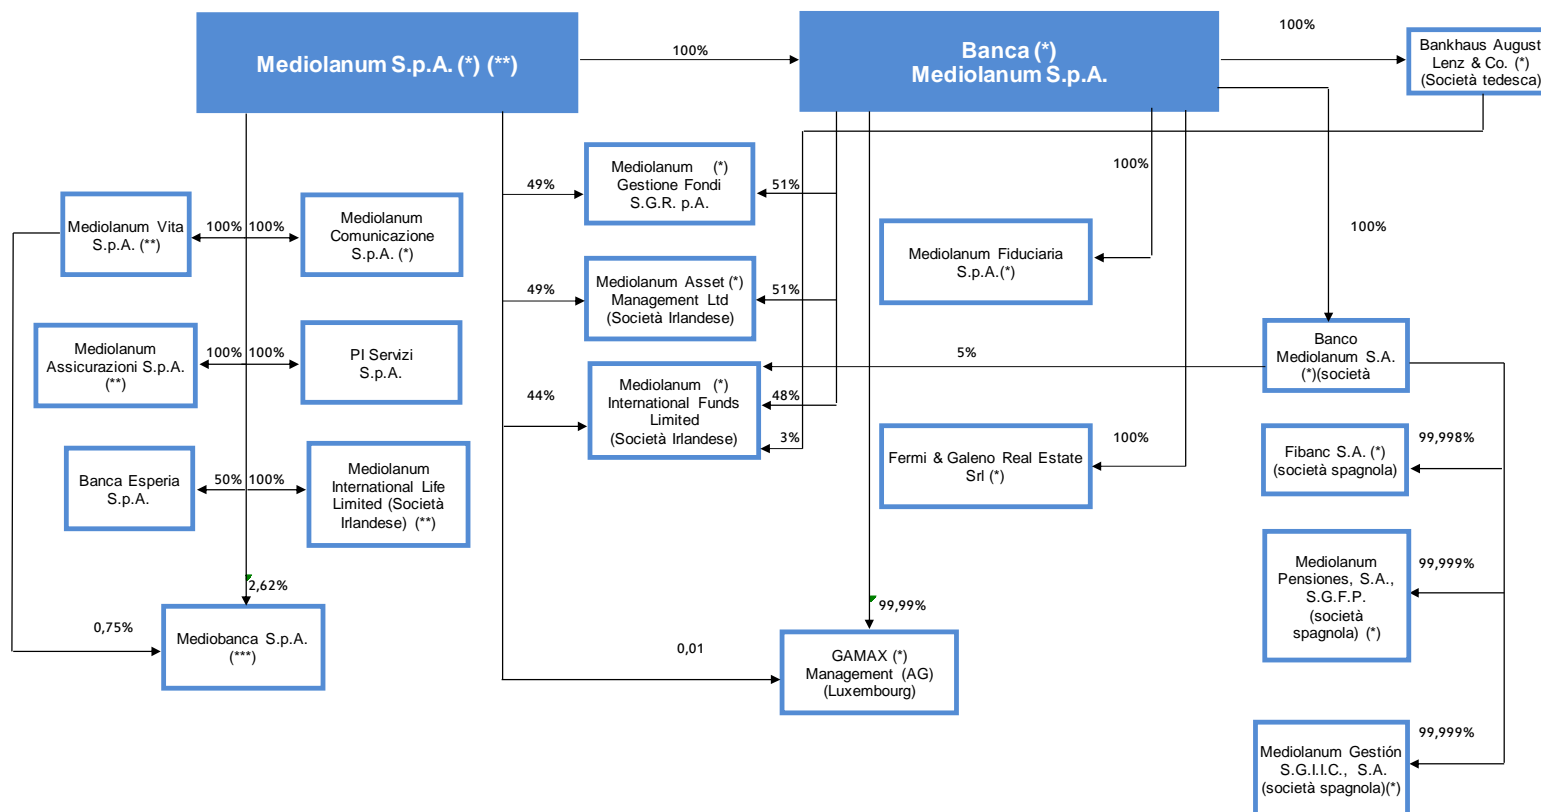 Mediolanum S.p.A. (*) (**)
100%
Banca (*)
Mediolanum S.p.A.
100%
Bankhaus August
Lenz & Co. (*)
(Società tedesca)
49%
Mediolanum (*)
Gestione Fondi
S.G.R. p.A.
51%
100%
Mediolanum Vita
S.p.A. (**)
100%
100%
Mediolanum
Comunicazione
S.p.A. (*)
Mediolanum Fiduciaria
S.p.A.(*)
100%
49%
Mediolanum Asset (*)
Management Ltd
(Società Irlandese)
51%
Mediolanum
Assicurazioni S.p.A.
(**)
100%
100%
PI Servizi
S.p.A.
5%
Banco
Mediolanum S.A.
(*)(società
44%
Mediolanum (*)
International Funds
Limited
(Società Irlandese)
48%
3%
Fermi & Galeno Real Estate
Srl (*)
100%
Fibanc S.A. (*)
(società spagnola)
99,998%
Banca Esperia
S.p.A.
50%
100%
Mediolanum
International Life
Limited (Società
Irlandese) (**)
2,62%
99,99%
Mediolanum
Pensiones, S.A.,
S.G.F.P.
(società
spagnola) (*)
99,999%
0,75%
Mediobanca S.p.A.
(***)
0,01
GAMAX (*)
Management (AG)
(Luxembourg)
99,999%
Mediolanum Gestión
S.G.I.I.C., S.A.
(società spagnola)(*)